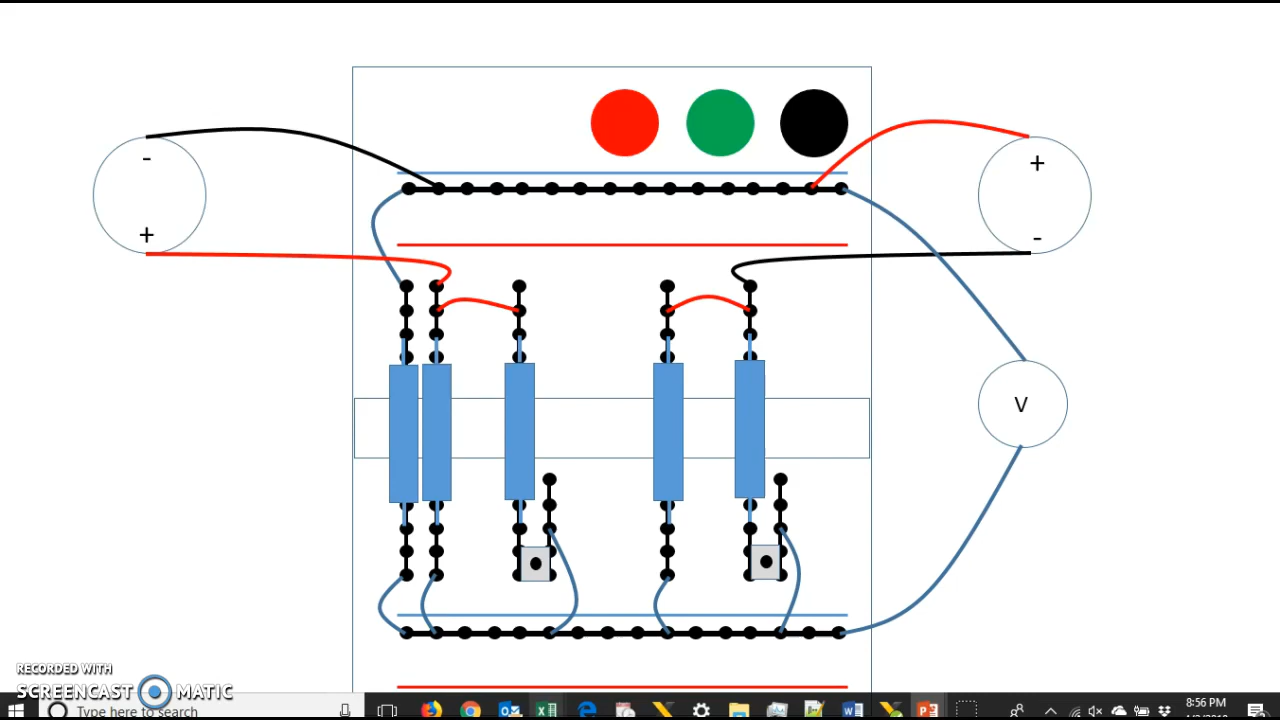 -
+
+
-
V
RECORDED WITH
SCREENCAST MATIC
Type here to search
8:56 PM